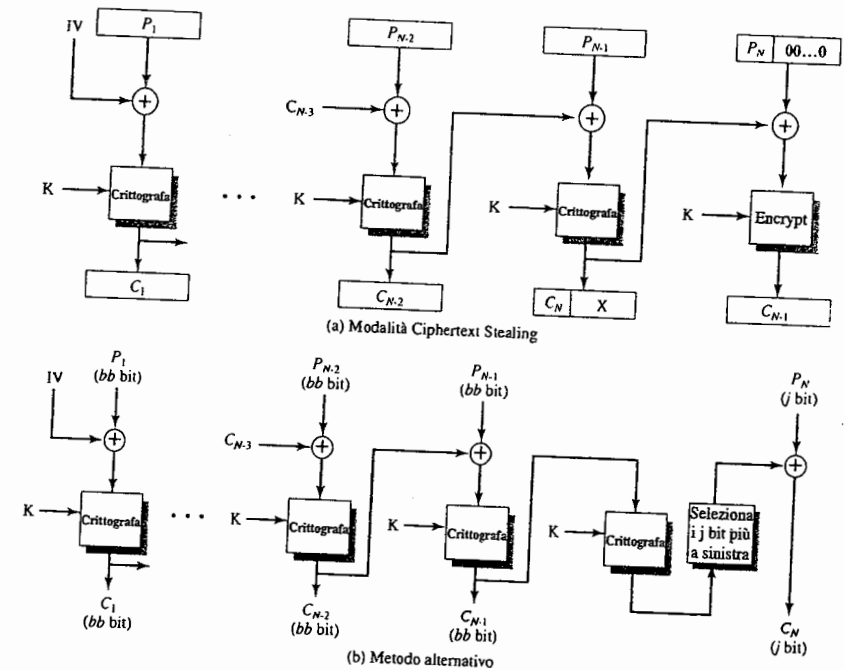 IV
P1
PN-2
PN-1
PN 00...0
CN-3
K
Crittografa
...
K
Crittografa
K
Crittografa
K
Encrypt
C1
CN-2
CN X
CN-1
(a) Modalità Ciphertext Stealing
IV
P1
(bb bit)
PN-2
(bb bit)
PN-1
(bb bit)
PN
(j bit)
CN-3
K
Crittografa
...
K
Crittografa
K
Crittografa
K
Crittografa
Seleziona
i j bit più
a sinistra
C1
(bb bit)
CN-2
(bb bit)
CN-1
(bb bit)
CN
(j bit)
(b) Metodo alternativo